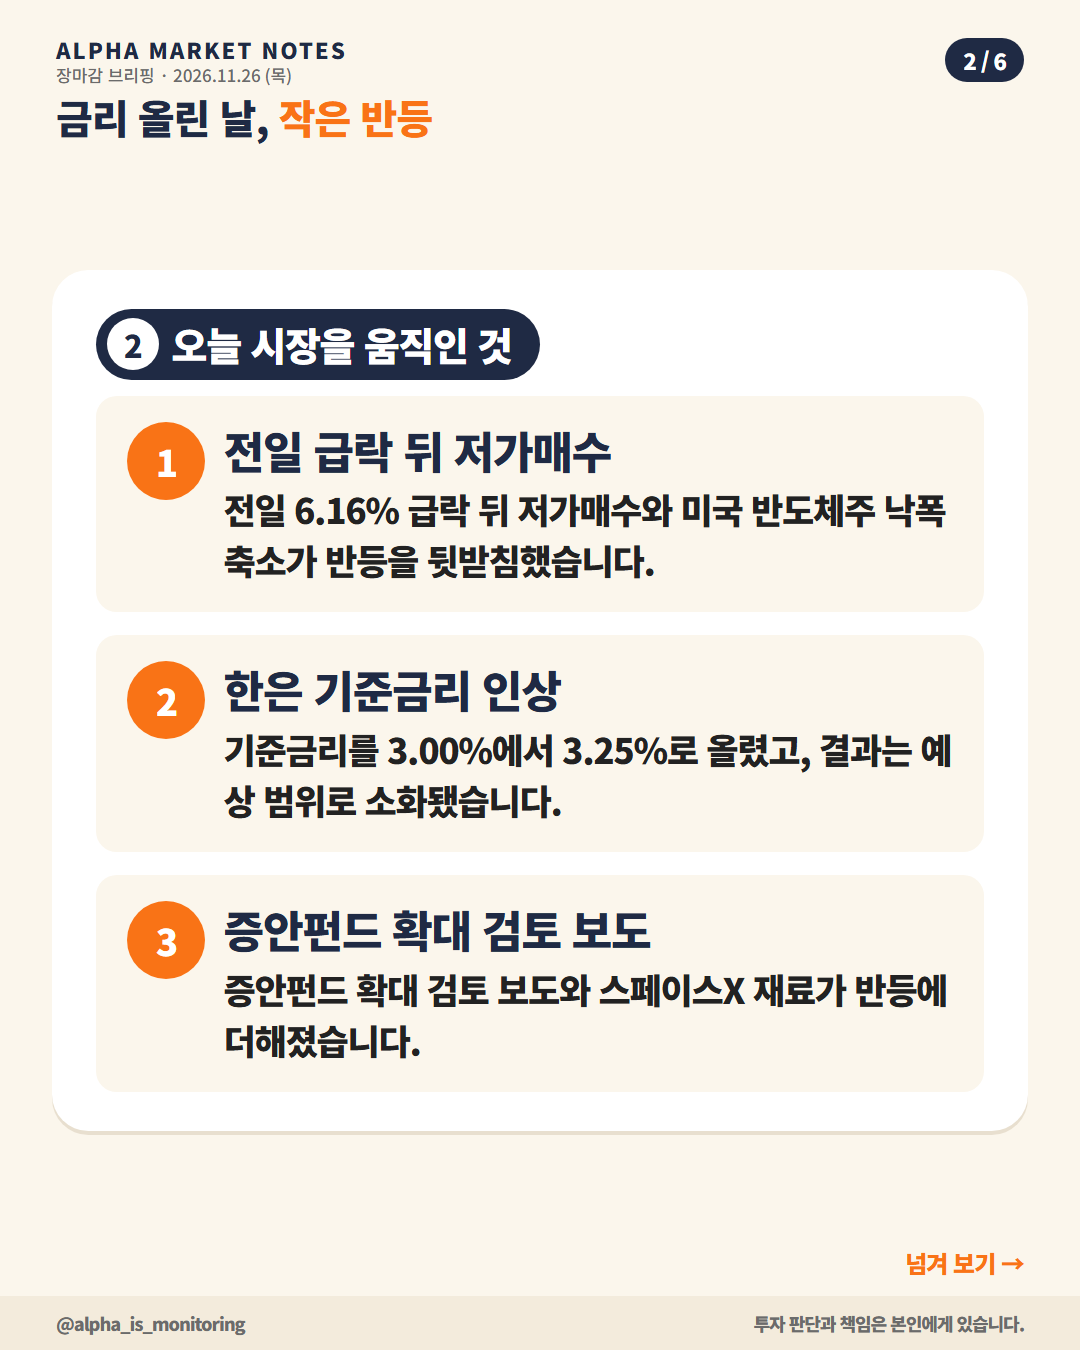 ALPHA MARKET NOTES
장마감 브리핑 · 2026.11.26 (목)
2 / 6
금리 올린 날, 작은 반등
2 오늘 시장을 움직인 것
1 전일 급락 뒤 저가매수
전일 6.16% 급락 뒤 저가매수와 미국 반도체주 낙폭
축소가 반등을 뒷받침했습니다.
2 한은 기준금리 인상
기준금리를 3.00%에서 3.25%로 올렸고, 결과는 예
상 범위로 소화됐습니다.
3 증안펀드 확대 검토 보도
증안펀드 확대 검토 보도와 스페이스X 재료가 반등에
더해졌습니다.
넘겨 보기 →
@alpha_is_monitoring
투자 판단과 책임은 본인에게 있습니다.